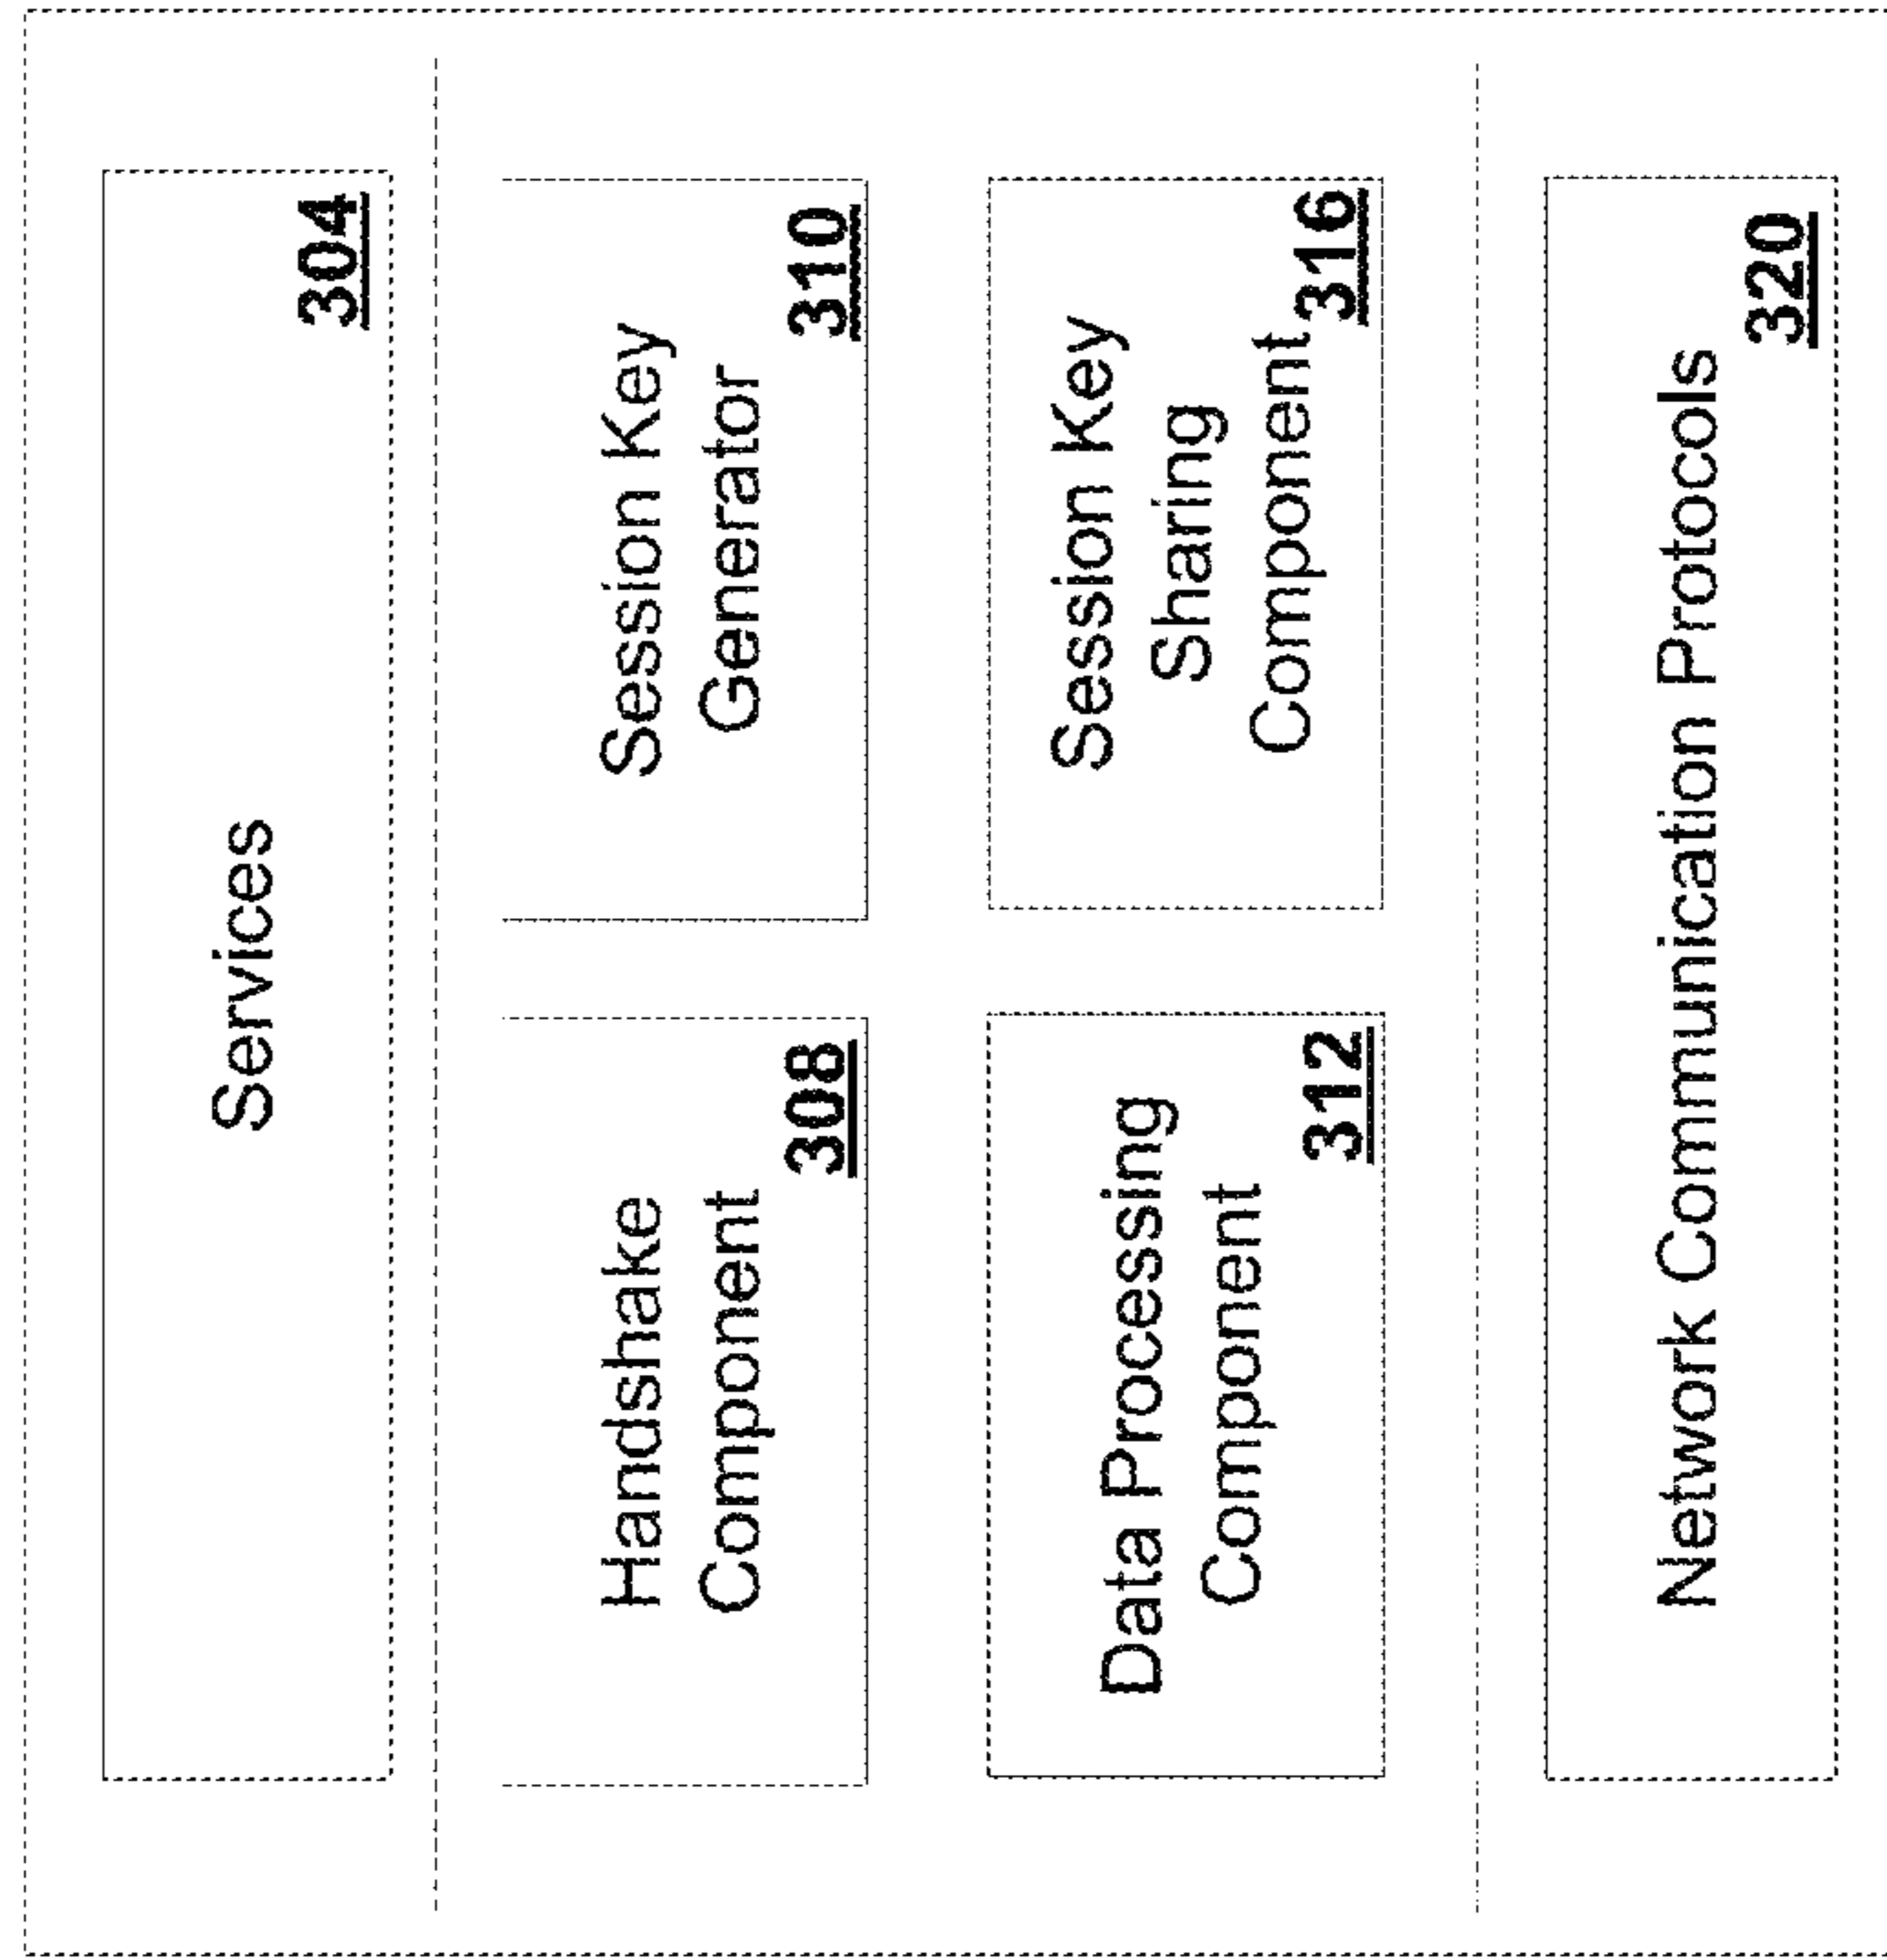 Services
304
Handshake
Component
308
Session Key
Generator
310
Data Processing
Component
312
Session Key
Sharing
Component
316
Network Communication Protocols
320